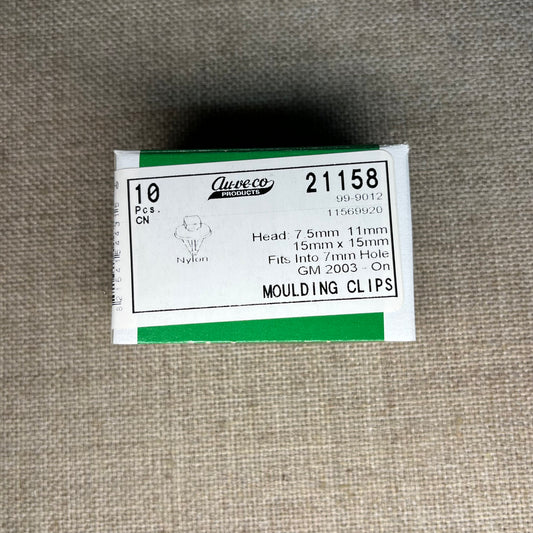 10
Pcs.
CN
Au-ve-co
PRODUCTS
Nylon
21158
99-9012
11569920
Head: 7.5mm 11mm
15mm x 15mm
Fits Into 7mm Hole
GM 2003 - On
MOULDING CLIPS